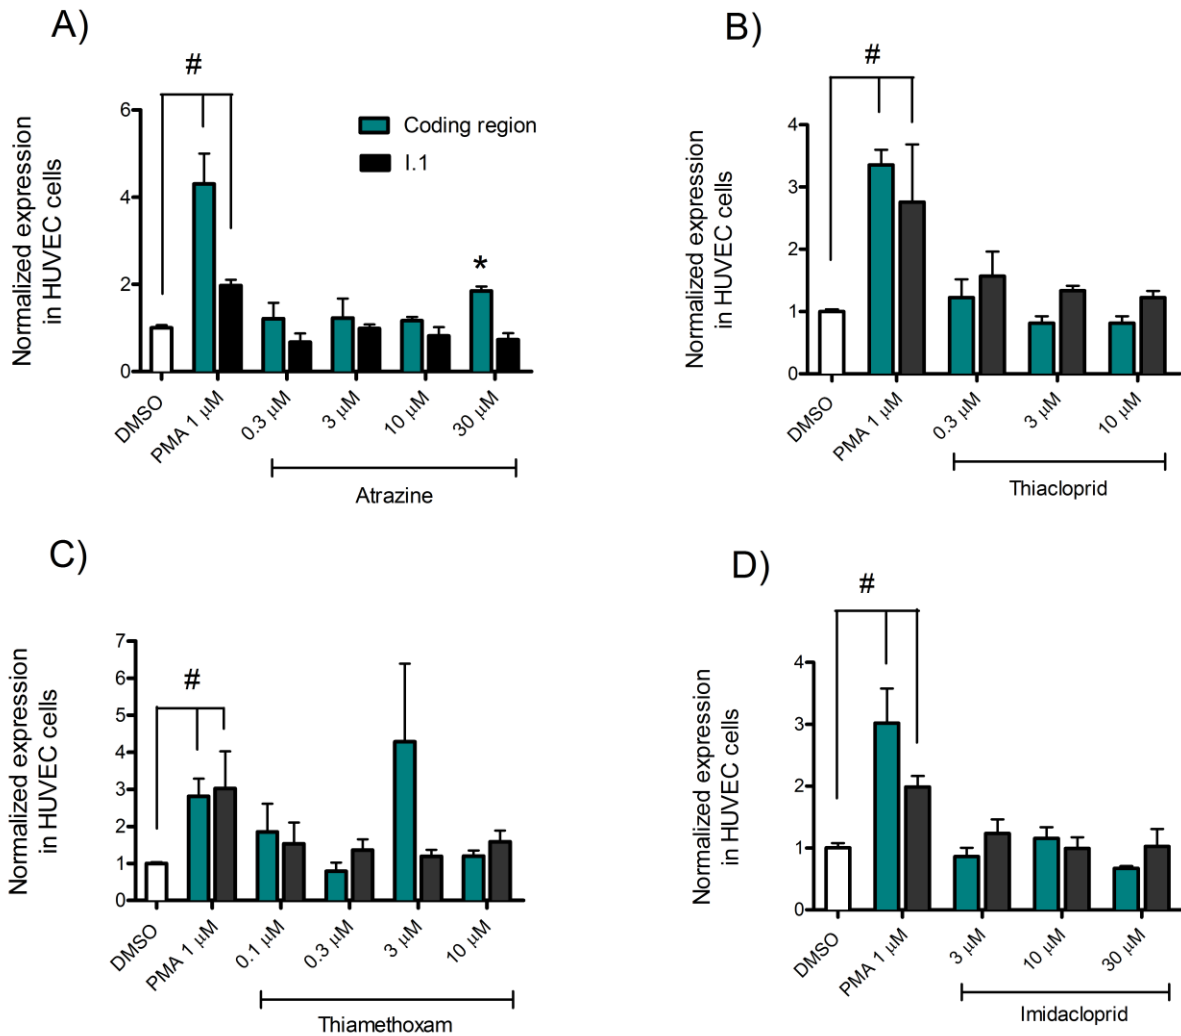 A)
#
Normalized expression
in HUVEC cells
6
4
2
0
Coding region
I.1
*
DMSO
PMA 1 µM
0.3 µM
3 µM
10 µM
30 µM
Atrazine
B)
#
Normalized expression
in HUVEC cells
4
3
2
1
0
DMSO
PMA 1 µM
0.3 µM
3 µM
10 µM
Thiacloprid
C)
#
Normalized expression
in HUVEC cells
7
6
5
4
3
2
1
0
DMSO
PMA 1 µM
0.1 µM
0.3 µM
3 µM
10 µM
Thiamethoxam
D)
#
Normalized expression
in HUVEC cells
4
3
2
1
0
DMSO
PMA 1 µM
3 µM
10 µM
30 µM
Imidacloprid